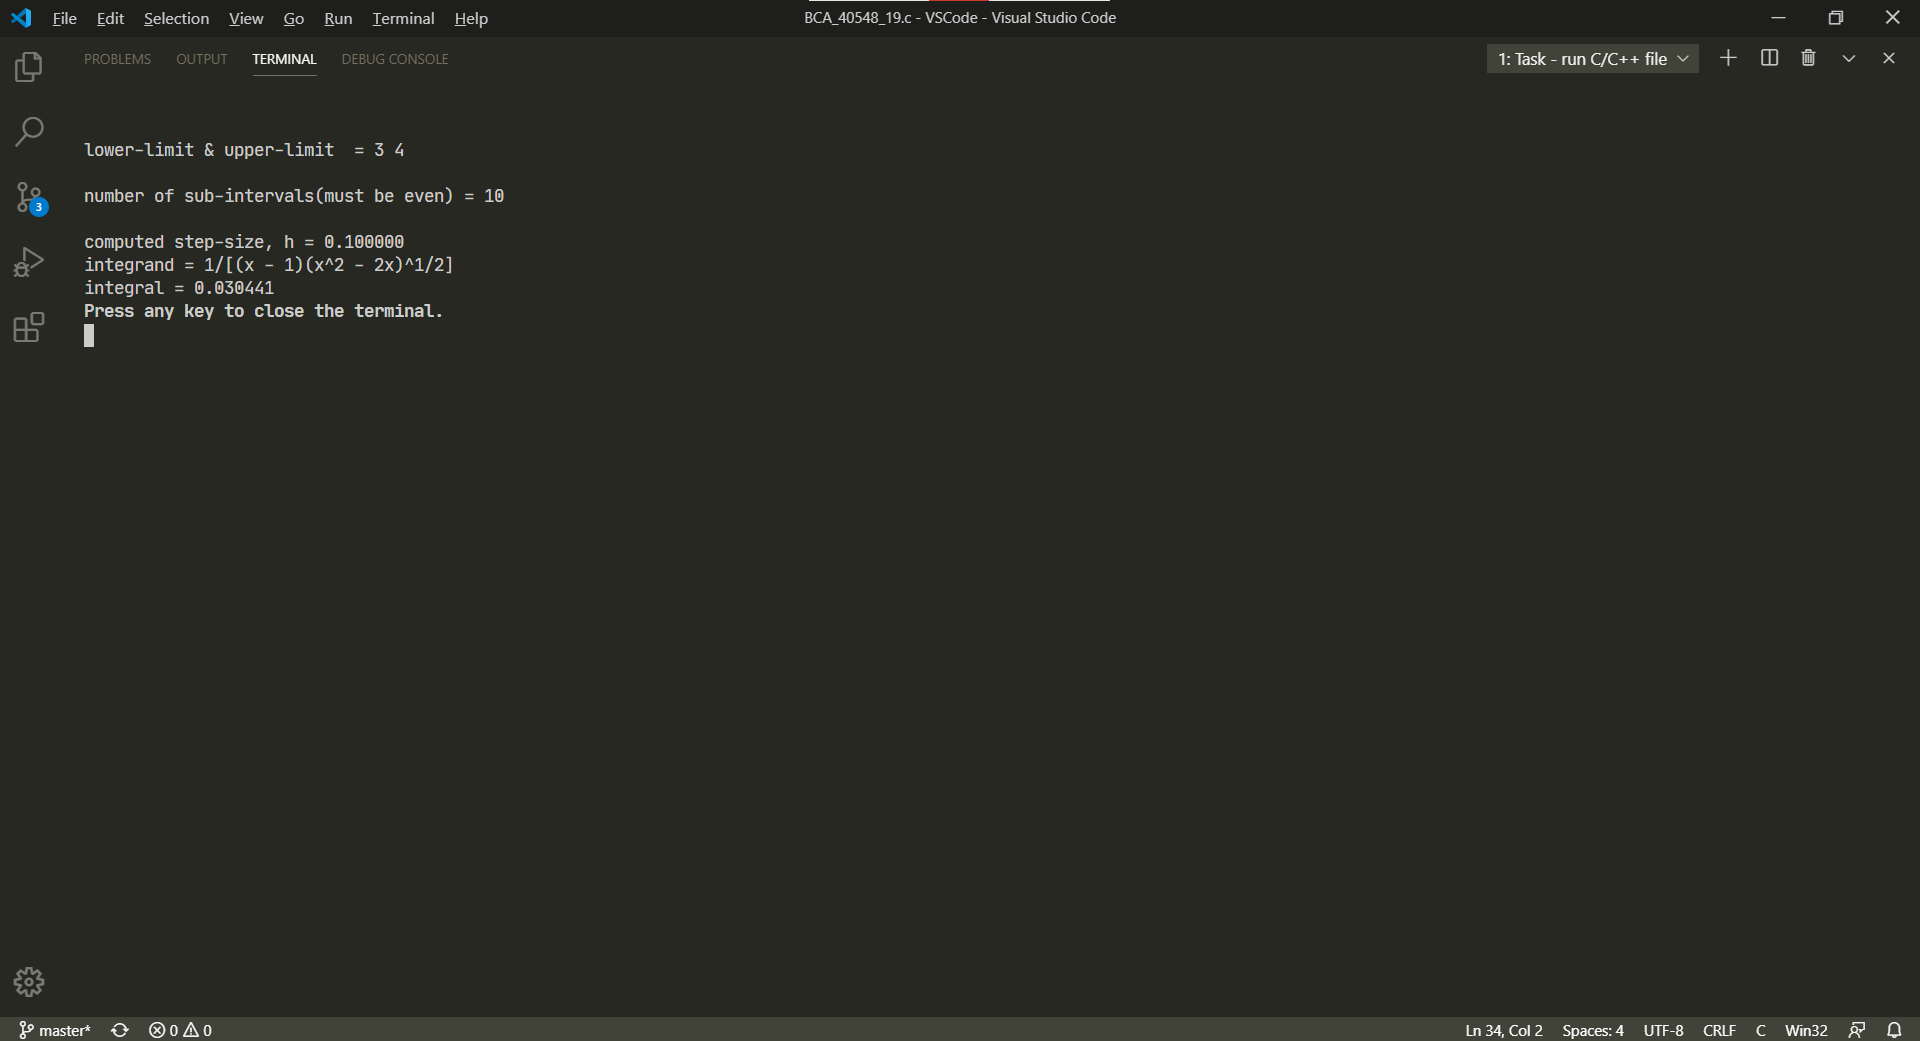 File Edit Selection View Go Run Terminal Help
BCA_40548_19.c - VSCode - Visual Studio Code
PROBLEMS OUTPUT TERMINAL DEBUG CONSOLE
1: Task - run C/C++ file
lower-limit & upper-limit  = 3 4
number of sub-intervals(must be even) = 10
computed step-size, h = 0.100000
integrand = 1/[(x - 1)(x^2 - 2x)^1/2]
integral = 0.030441
Press any key to close the terminal.
3
master* 0 0
Ln 34, Col 2 Spaces: 4 UTF-8 CRLF C Win32